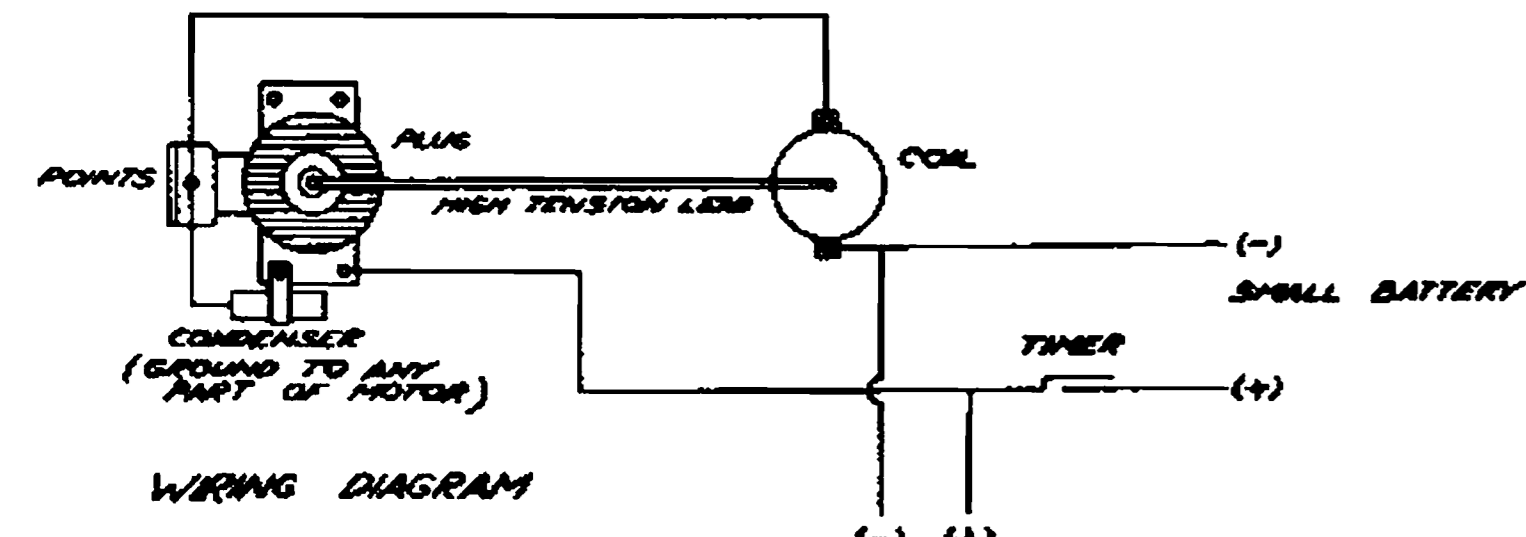 PLUG
POINTS
COIL
HIGH TENSION LEAD
(-)
SMALL BATTERY
CONDENSER
(GROUND TO ANY
PART OF MOTOR)
TIMER
(+)
WIRING DIAGRAM
(-) (+)